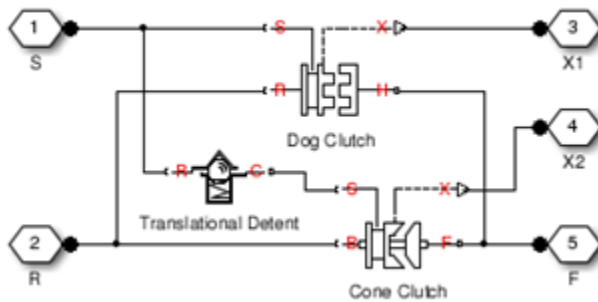 1
S
S
X
3
X1
R
H
Dog Clutch
4
X2
R
C
S
X
Translational Detent
2
R
B
F
5
F
Cone Clutch